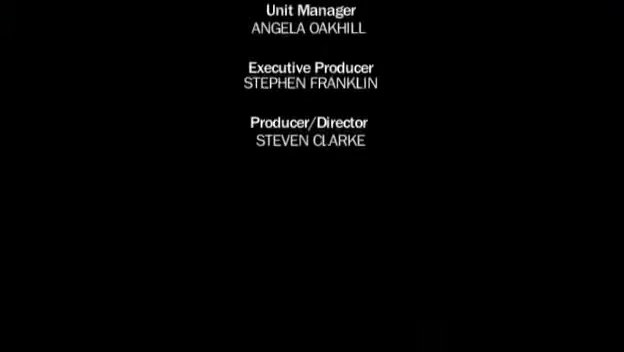 Unit Manager
ANGELA OAKHILL
Executive Producer
STEPHEN FRANKLIN
Producer/Director
STEVEN CLARKE